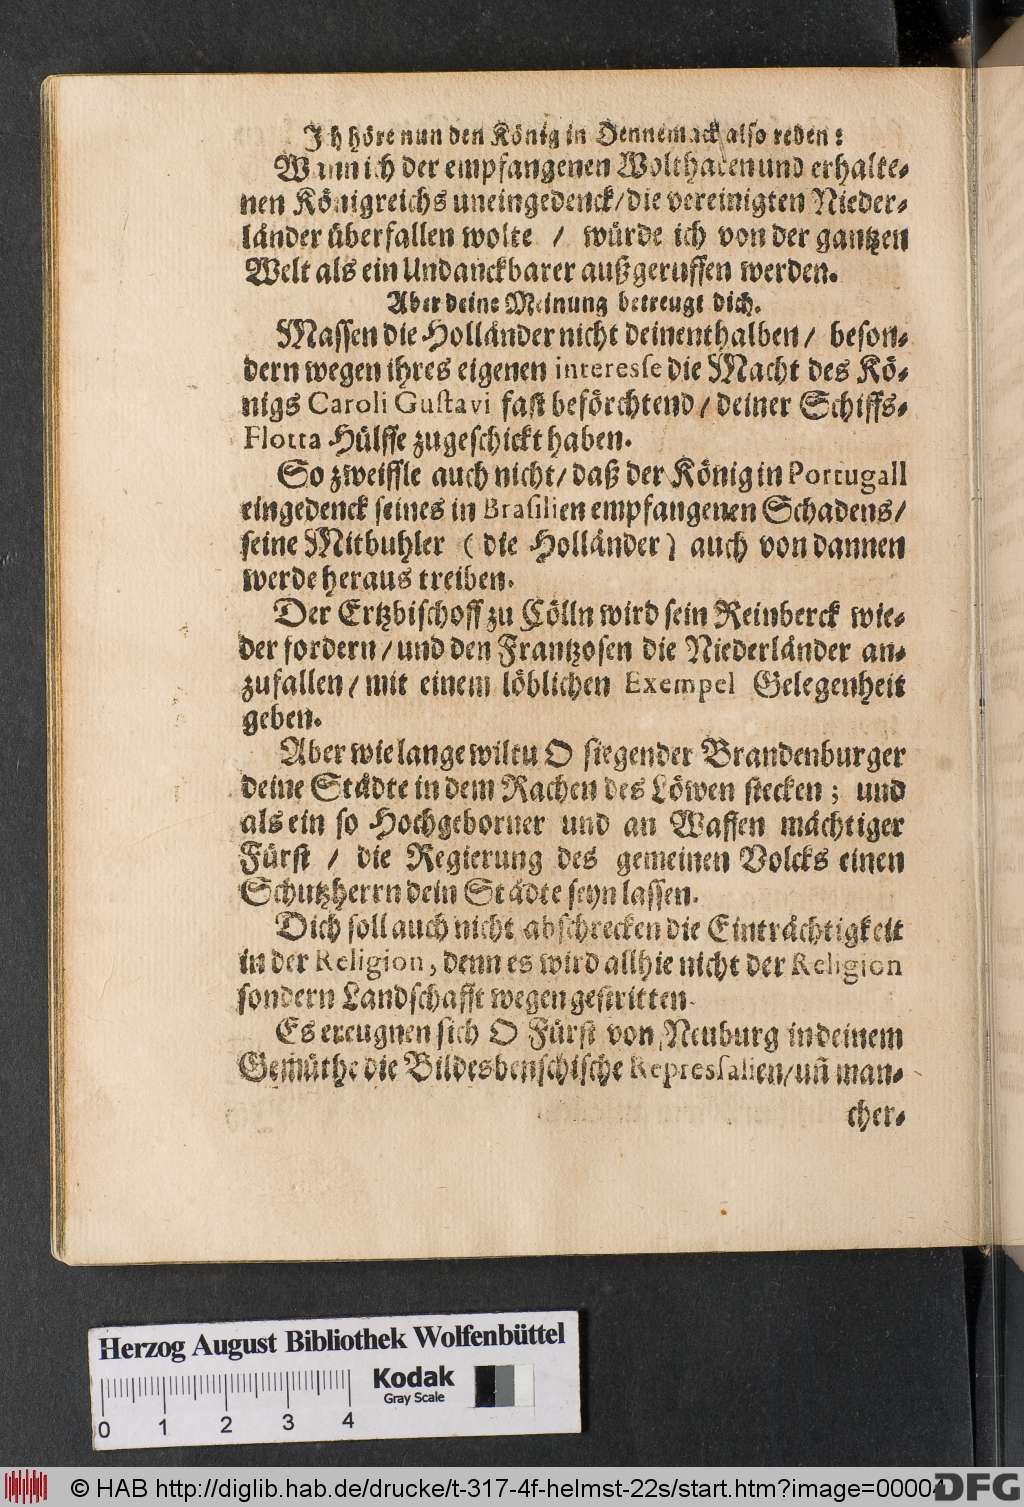 Ich höre nun den König in Dennemack also reden:
Wann ich der empfangenen Wolthaten und erhalte-
nen Königreichs uneingedenck/ die vereinigten Nieder-
länder überfallen wolte / würde ich von der gantzen
Welt als ein Undanckbarer außgeruffen werden.
Aber deine Meinung betreugt dich.
Massen die Holländer nicht deinenthalben/ beson-
dern wegen ihres eigenen interesse die Macht des Kö-
nigs Caroli Gustavi fast beförchtend / deiner Schiffs-
Flotta Hülffe zugeschickt haben.
So zweiffle auch nicht/ daß der König in Portugall
eingedenck seines in Brasilien empfangenen Schadens/
seine Mitbuhler ( die Holländer ) auch von dannen
werde heraus treiben.
Der Ertzbischoff zu Cölln wird sein Reinberck wie-
der fordern/ und den Frantzosen die Niederländer an-
zufallen/ mit einem löblichen Exempel Gelegenheit
geben.
Aber wie lange wiltu O siegender Brandenburger
deine Städte in dem Rachen des Löwen stecken; und
als ein so Hochgeborner und an Waffen mächtiger
Fürst / die Regierung des gemeinen Volcks einen
Schutzherrn dein Städte seyn lassen.
Dich soll auch nicht abschrecken die Einträchtigkeit
in der Religion, denn es wird allhie nicht der Religion
sondern Landschafft wegen gestritten.
Es ereugnen sich O Fürst von Neuburg in deinem
Gemüthe die Bildesbenschische Repressalien/ uñ man-
cher-
Herzog August Bibliothek Wolfenbüttel
Kodak
Gray Scale
0 1 2 3 4
© HAB http://diglib.hab.de/drucke/t-317-4f-helmst-22s/start.htm?image=00004
DFG